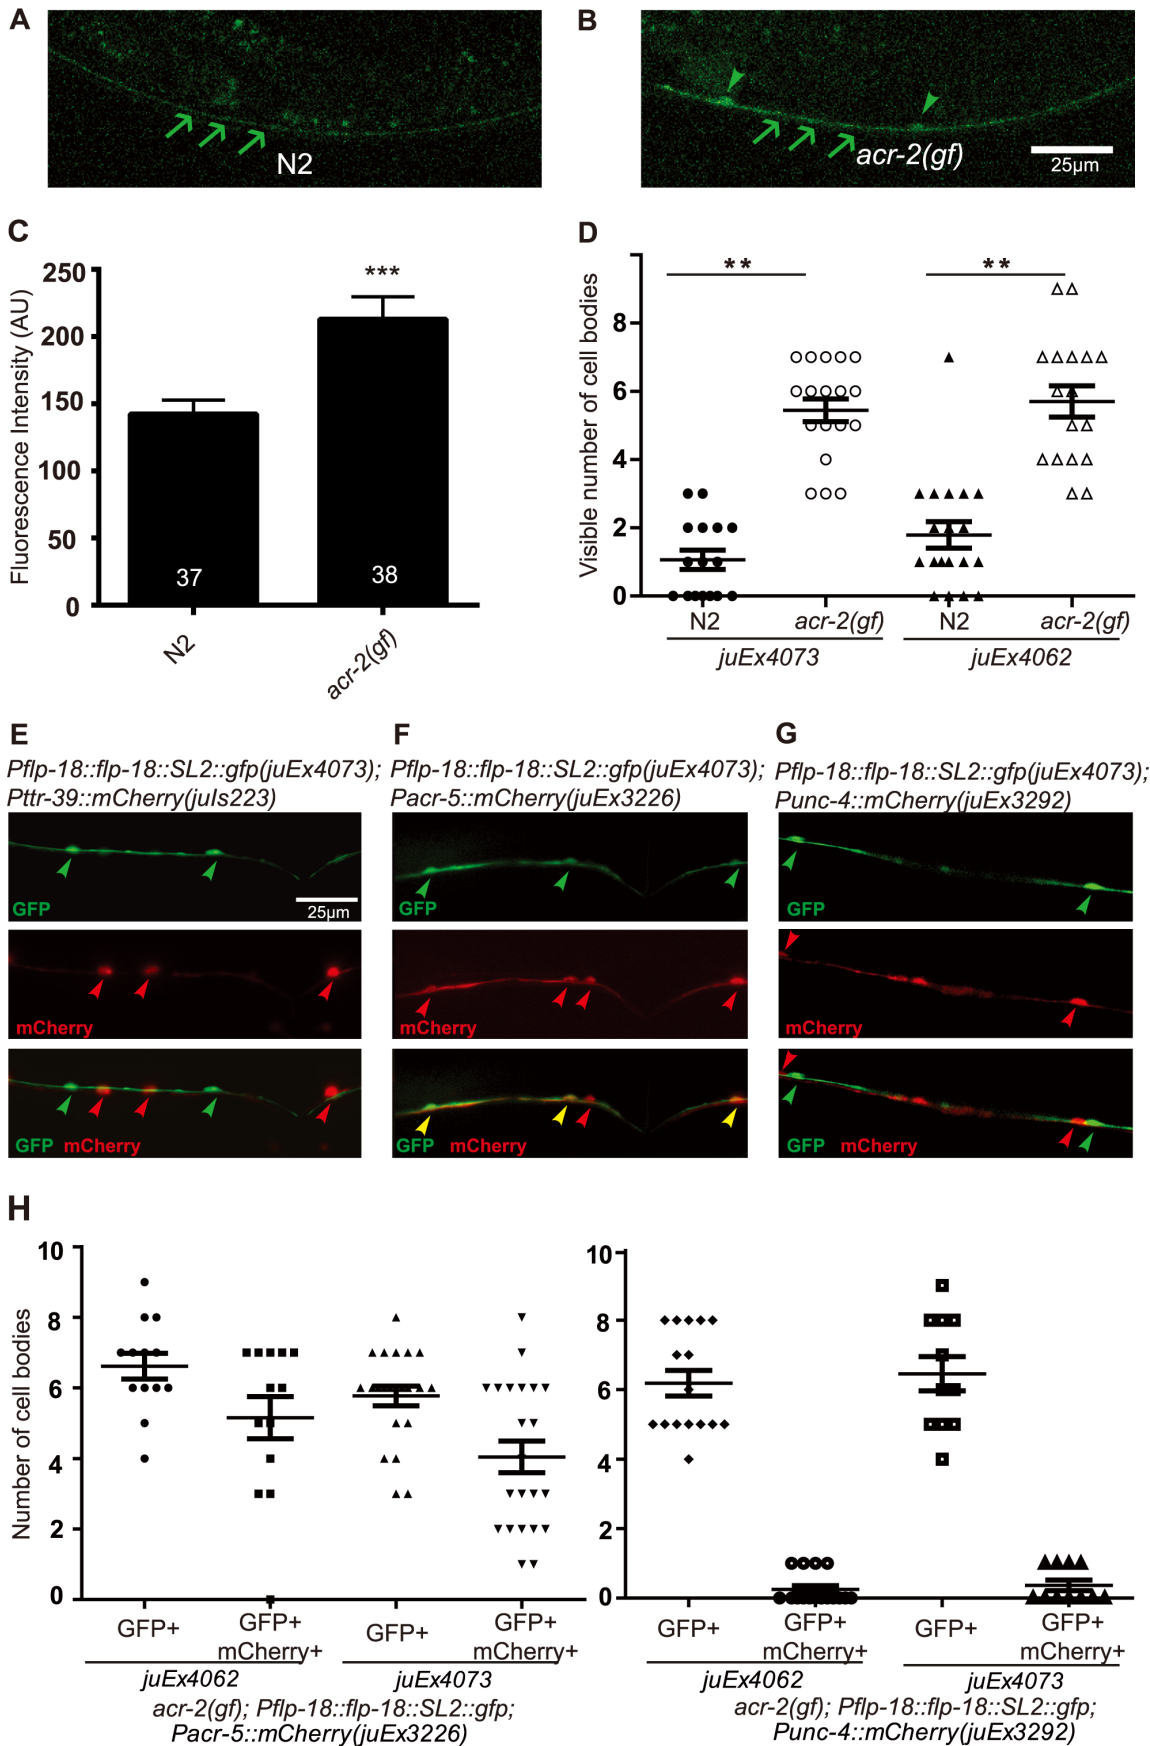 A
B
N2
acr-2(gf)
25µm
C
D
Fluorescence Intensity (AU)
250
200
150
100
50
0
***
37
38
N2
acr-2(gf)
Visible number of cell bodies
8
6
4
2
0
**
**
N2
acr-2(gf)
N2
acr-2(gf)
juEx4073
juEx4062
E
F
G
Pflp-18::flp-18::SL2::gfp(juEx4073);
Pttr-39::mCherry(juIs223)
Pflp-18::flp-18::SL2::gfp(juEx4073);
Pacr-5::mCherry(juEx3226)
Pflp-18::flp-18::SL2::gfp(juEx4073);
Punc-4::mCherry(juEx3292)
GFP
25µm
GFP
GFP
mCherry
mCherry
mCherry
GFP mCherry
GFP mCherry
GFP mCherry
H
Number of cell bodies
10
8
6
4
2
0
GFP+
GFP+
mCherry+
GFP+
GFP+
mCherry+
juEx4062
juEx4073
acr-2(gf); Pflp-18::flp-18::SL2::gfp;
Pacr-5::mCherry(juEx3226)
10
8
6
4
2
0
GFP+
GFP+
mCherry+
GFP+
GFP+
mCherry+
juEx4062
juEx4073
acr-2(gf); Pflp-18::flp-18::SL2::gfp;
Punc-4::mCherry(juEx3292)